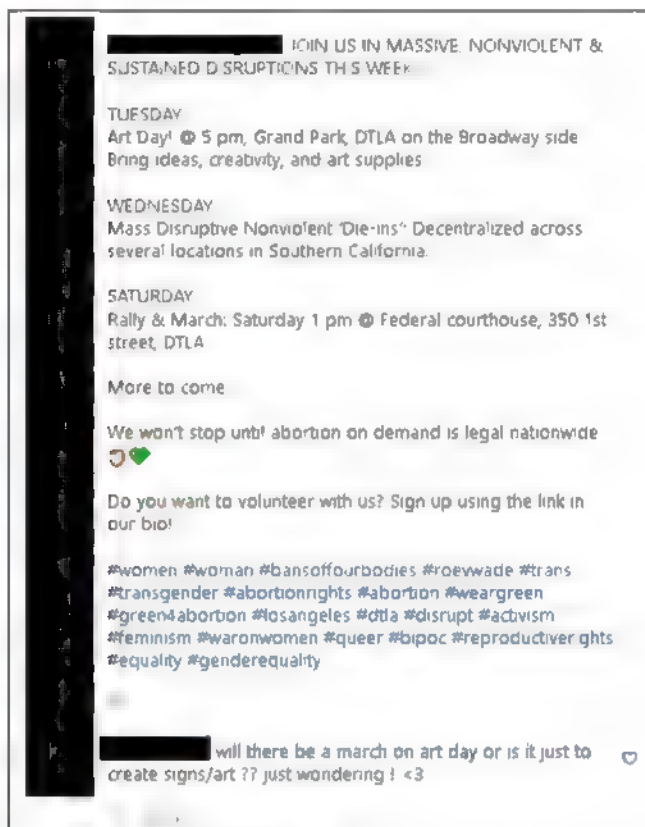 JOIN US IN MASSIVE, NONVIOLENT &
SUSTAINED DISRUPTIONS THIS WEEK
TUESDAY
Art Day! @ 5 pm, Grand Park, DTLA on the Broadway side
Bring ideas, creativity, and art supplies
WEDNESDAY
Mass Disruptive Nonviolent "Die-ins": Decentralized across
several locations in Southern California.
SATURDAY
Rally & March: Saturday 1 pm @ Federal courthouse, 350 1st
street, DTLA
More to come
We won't stop until abortion on demand is legal nationwide
💚
Do you want to volunteer with us? Sign up using the link in
our bio!
#women #woman #bansoffourbodies #roevwade #trans
#transgender #abortionrights #abortion #weargreen
#green4abortion #losangeles #dtla #disrupt #activism
#feminism #waronwomen #queer #bipoc #reproductiverights
#equality #genderequality
will there be a march on art day or is it just to
create signs/art ?? just wondering ! <3